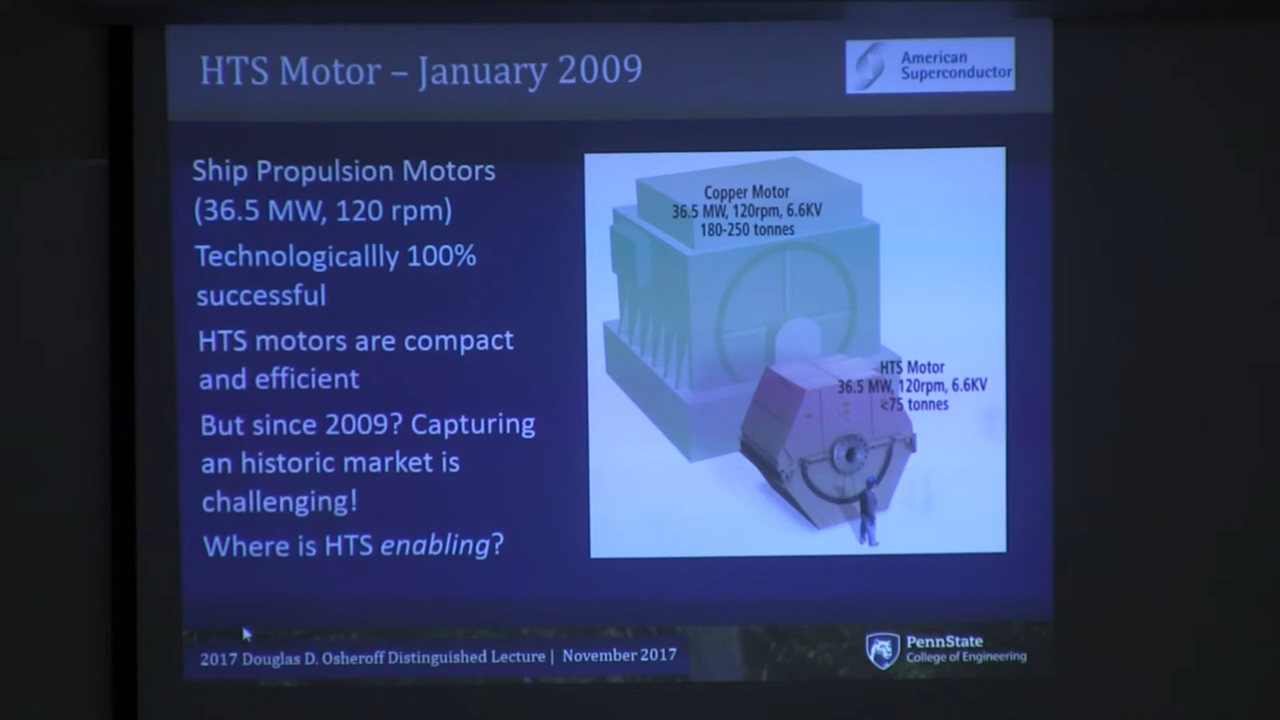 HTS Motor – January 2009
American
Superconductor
Ship Propulsion Motors
(36.5 MW, 120 rpm)
Technologicallly 100%
successful
HTS motors are compact
and efficient
But since 2009? Capturing
an historic market is
challenging!
Where is HTS enabling?
Copper Motor
36.5 MW, 120rpm, 6.6KV
180-250 tonnes
HTS Motor
36.5 MW, 120rpm, 6.6KV
<75 tonnes
2017 Douglas D. Osheroff Distinguished Lecture | November 2017
PennState
College of Engineering